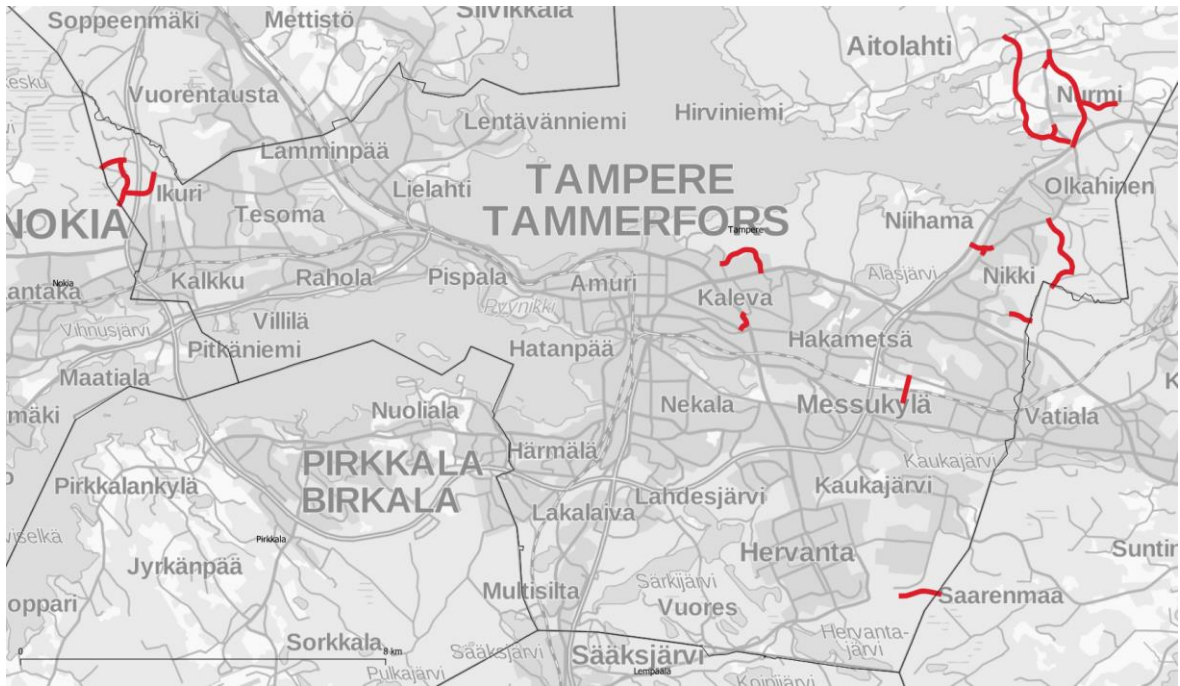 Soppeenmäki
Mettistö
Siivikkala
Aitolahti
Vuorentausta
Nurmi
Hirviniemi
Lentävänniemi
Lamminpää
TAMPERE
TAMMERFORS
Lielahti
Ikuri
Olkahinen
Tesoma
NOKIA
Niihama
Tampere
Alasjärvi
Nikki
Kalkku
Rahola
Pispala
Amuri
Kaleva
Nokia
antaka
Pyynikki
Vihnusjärvi
Villilä
Pitkäniemi
Hatanpää
Hakametsä
Maatiala
Nekala
Messukylä
Vatiala
Nuoliala
Härmälä
PIRKKALA
BIRKALA
Kaukajärvi
Pirkkalankylä
Lahdesjärvi
Kaukajärvi
Lakalaiva
Pirkkala
Hervanta
Suntin
Jyrkänpää
Särkijärvi
Multisilta
Vuores
Saarenmaa
oppari
Sorkkala
Hervanta-
järvi
Sääksjärvi
Sääksjärvi
0
8 km
Pulkajärvi
Lempäälä